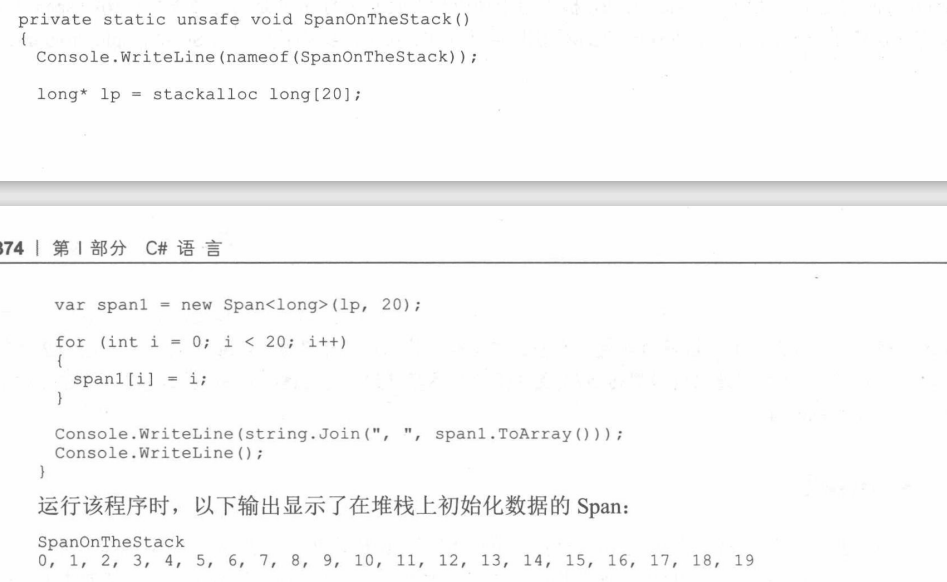 private static unsafe void SpanOnTheStack()
{
Console.WriteLine(nameof(SpanOnTheStack));
long* lp = stackalloc long[20];
374 | 第 I 部分 C# 语 言
var span1 = new Span<long>(lp, 20);
for (int i = 0; i < 20; i++)
{
span1[i] = i;
}
Console.WriteLine(string.Join(", ", span1.ToArray()));
Console.WriteLine();
}
运行该程序时，以下输出显示了在堆栈上初始化数据的 Span：
SpanOnTheStack
0, 1, 2, 3, 4, 5, 6, 7, 8, 9, 10, 11, 12, 13, 14, 15, 16, 17, 18, 19